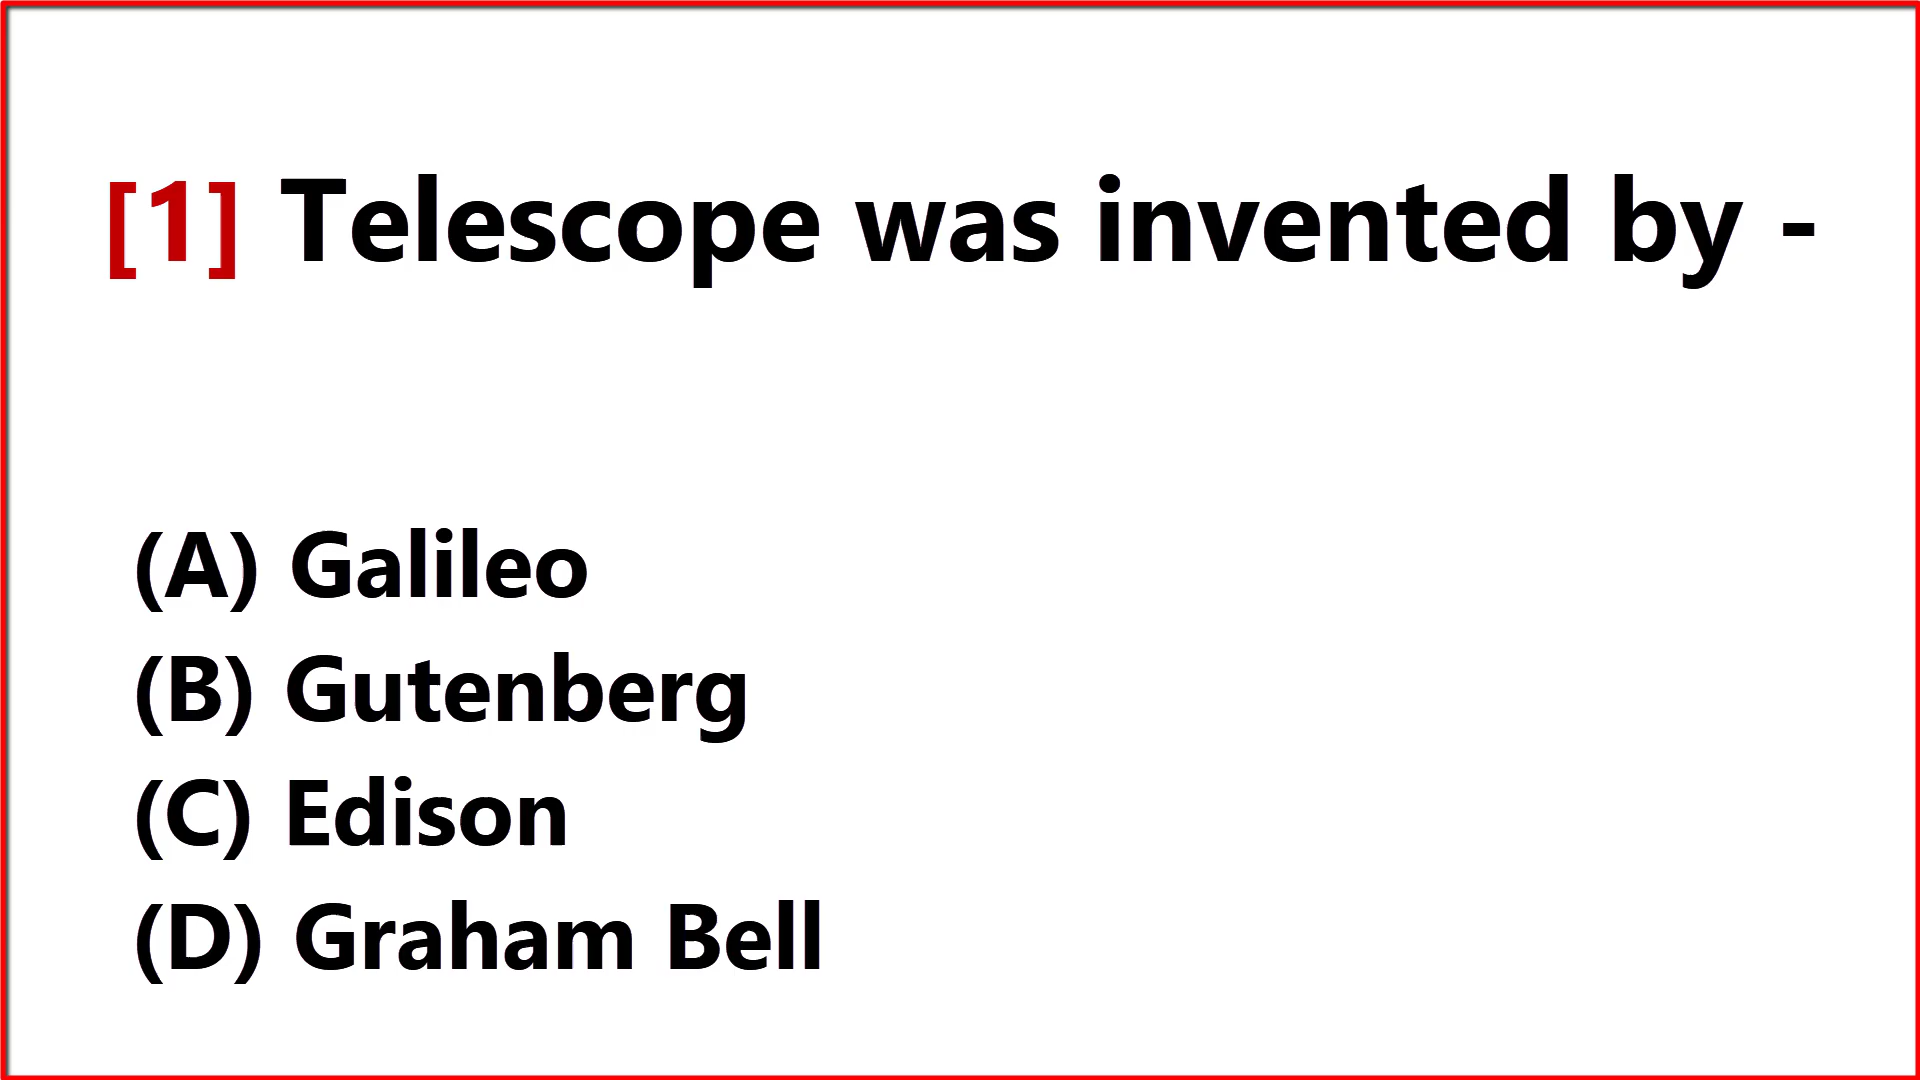 [1] Telescope was invented by -
(A) Galileo
(B) Gutenberg
(C) Edison
(D) Graham Bell